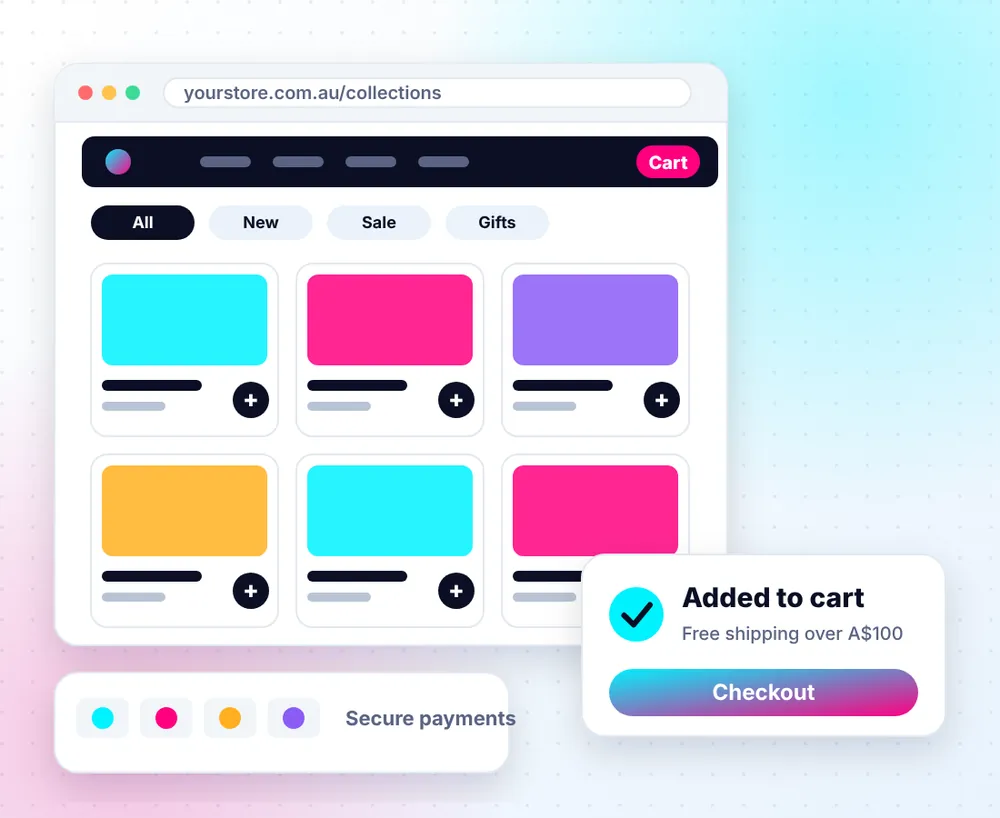 yourstore.com.au/collections
Cart
All
New
Sale
Gifts
Added to cart
Free shipping over A$100
Checkout
Secure payments